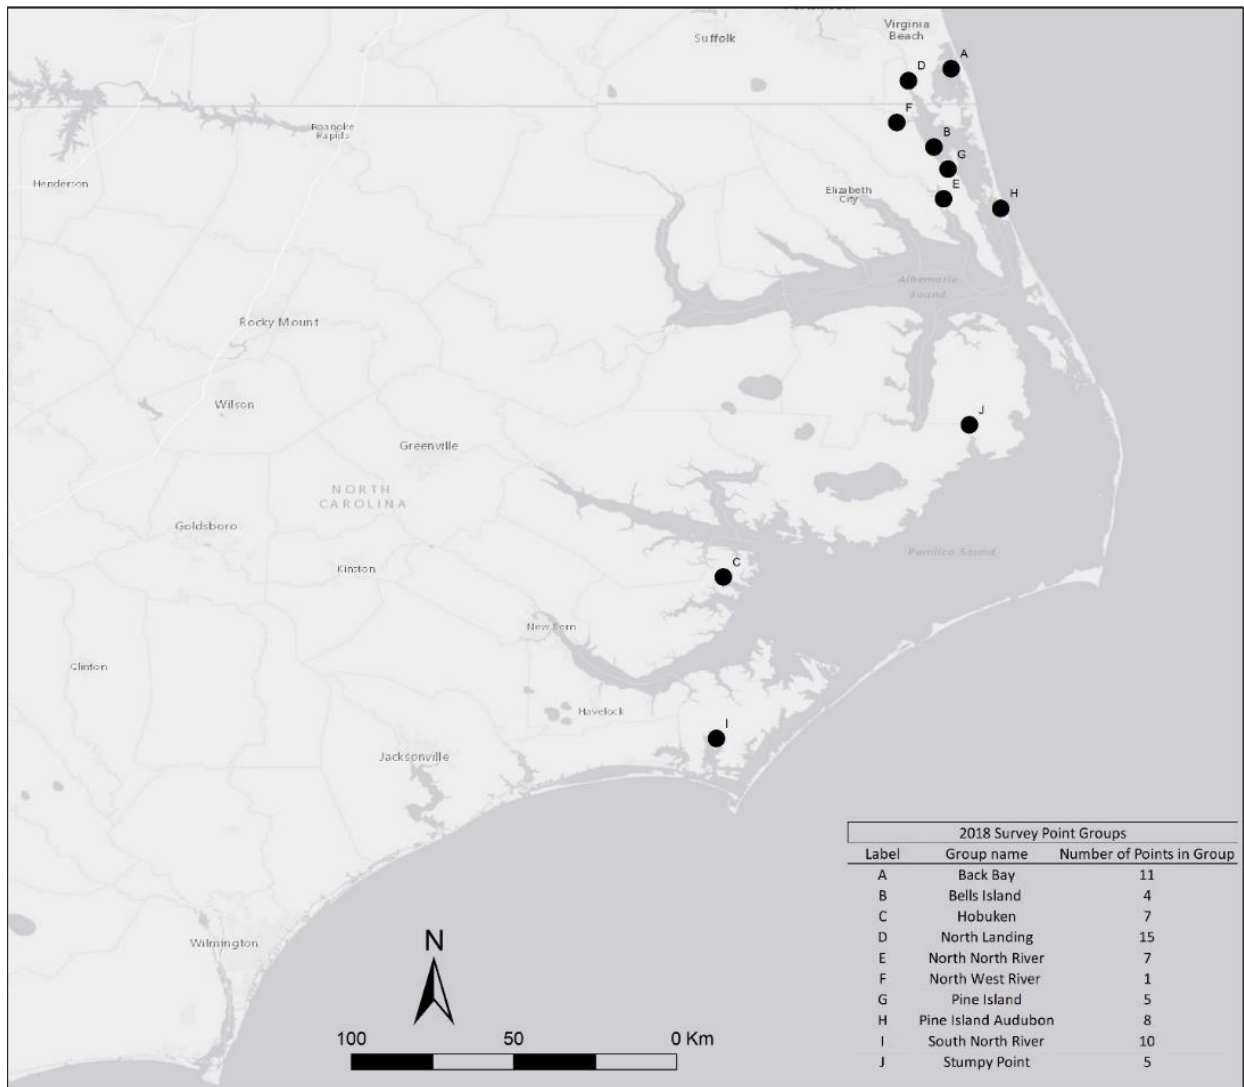 Virginia
Beach
Suffolk
A
D
Roanoke
Rapids
F
B
G
Henderson
Elizabeth
City
E
H
Albemarle
Sound
Rocky Mount
Wilson
J
Greenville
NORTH
CAROLINA
Goldsboro
Pamlico Sound
Kinston
C
New Bern
Clinton
Havelock
I
Jacksonville
Wilmington
N
100 50 0 Km
2018 Survey Point Groups
Label Group name Number of Points in Group
A Back Bay 11
B Bells Island 4
C Hobuken 7
D North Landing 15
E North North River 7
F North West River 1
G Pine Island 5
H Pine Island Audubon 8
I South North River 10
J Stumpy Point 5